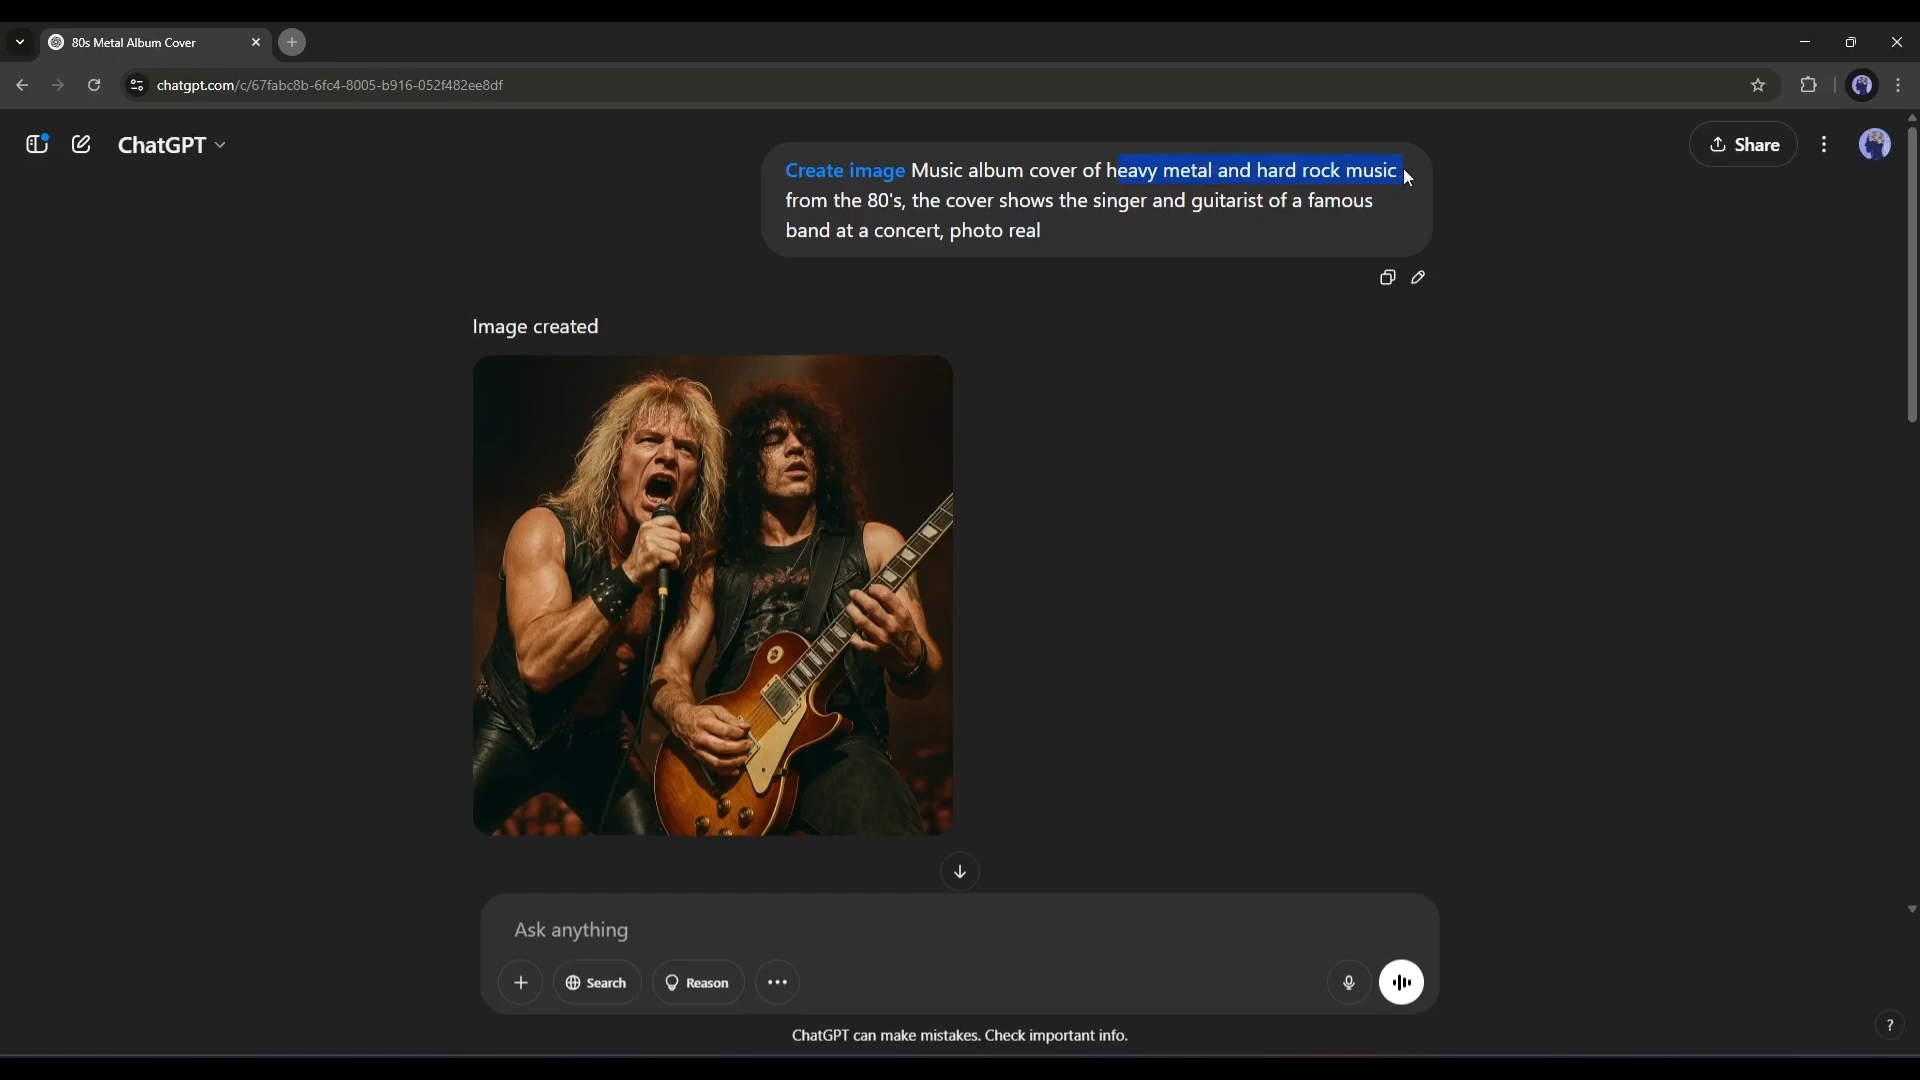 80s Metal Album Cover
chatgpt.com/c/67fabc8b-6fc4-8005-b916-052f482ee8df
ChatGPT
Share
Create image Music album cover of heavy metal and hard rock music
from the 80's, the cover shows the singer and guitarist of a famous
band at a concert, photo real
Image created
Ask anything
Search
Reason
ChatGPT can make mistakes. Check important info.
?